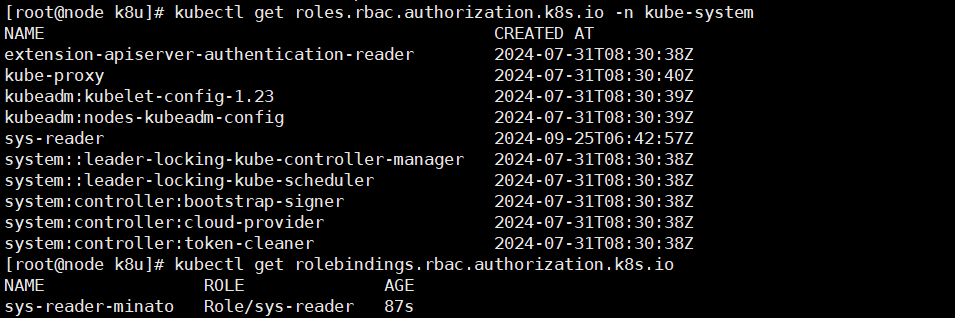 [root@node k8u]# kubectl get roles.rbac.authorization.k8s.io -n kube-system
NAME CREATED AT
extension-apiserver-authentication-reader 2024-07-31T08:30:38Z
kube-proxy 2024-07-31T08:30:40Z
kubeadm:kubelet-config-1.23 2024-07-31T08:30:39Z
kubeadm:nodes-kubeadm-config 2024-07-31T08:30:39Z
sys-reader 2024-09-25T06:42:57Z
system::leader-locking-kube-controller-manager 2024-07-31T08:30:38Z
system::leader-locking-kube-scheduler 2024-07-31T08:30:38Z
system:controller:bootstrap-signer 2024-07-31T08:30:38Z
system:controller:cloud-provider 2024-07-31T08:30:38Z
system:controller:token-cleaner 2024-07-31T08:30:38Z
[root@node k8u]# kubectl get rolebindings.rbac.authorization.k8s.io
NAME ROLE AGE
sys-reader-minato Role/sys-reader 87s